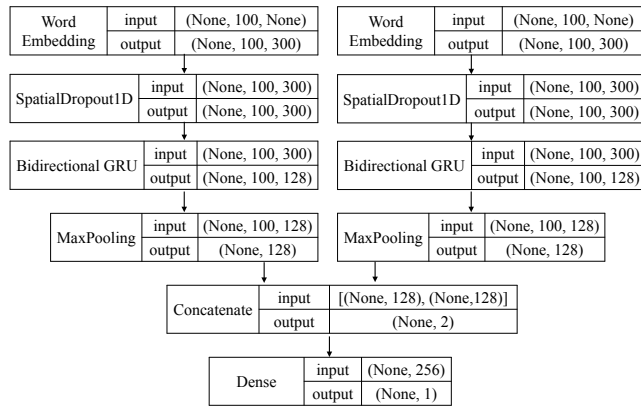 Word Embedding input (None, 100, None)
output (None, 100, 300)
Word Embedding input (None, 100, None)
output (None, 100, 300)
SpatialDropout1D input (None, 100, 300)
output (None, 100, 300)
SpatialDropout1D input (None, 100, 300)
output (None, 100, 300)
Bidirectional GRU input (None, 100, 300)
output (None, 100, 128)
Bidirectional GRU input (None, 100, 300)
output (None, 100, 128)
MaxPooling input (None, 100, 128)
output (None, 128)
MaxPooling input (None, 100, 128)
output (None, 128)
Concatenate input [(None, 128), (None,128)]
output (None, 2)
Dense input (None, 256)
output (None, 1)